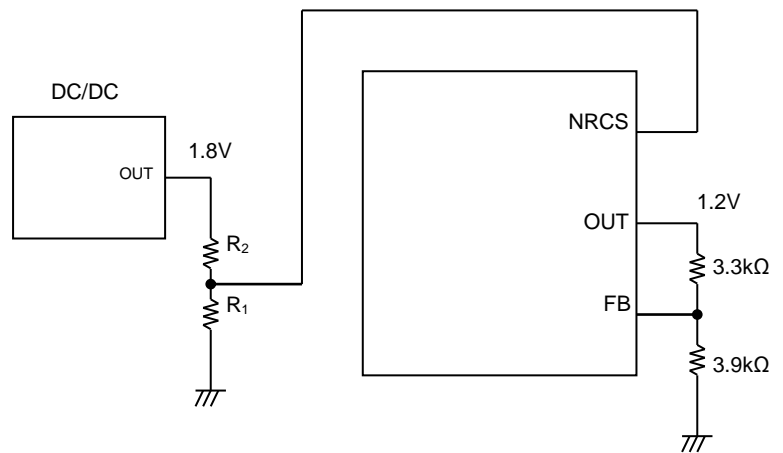 DC/DC
OUT
1.8V
R₂
R₁
NRCS
OUT
1.2V
FB
3.3kΩ
3.9kΩ